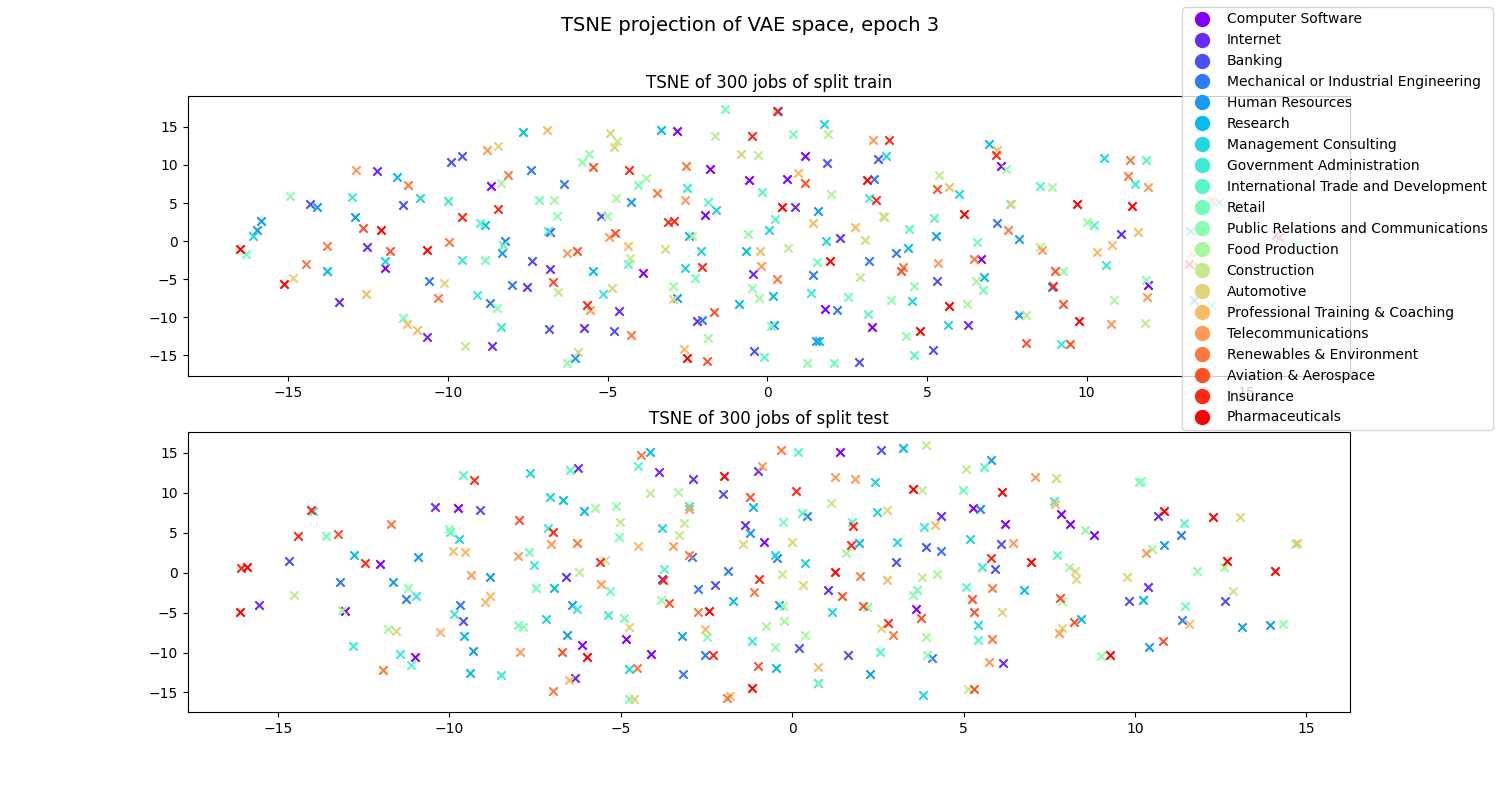 TSNE projection of VAE space, epoch 3
TSNE of 300 jobs of split train
15
10
5
0
−5
−10
−15
−15
−10
−5
0
5
10
15
Computer Software
Internet
Banking
Mechanical or Industrial Engineering
Human Resources
Research
Management Consulting
Government Administration
International Trade and Development
Retail
Public Relations and Communications
Food Production
Construction
Automotive
Professional Training & Coaching
Telecommunications
Renewables & Environment
Aviation & Aerospace
Insurance
Pharmaceuticals
TSNE of 300 jobs of split test
15
10
5
0
−5
−10
−15
−15
−10
−5
0
5
10
15